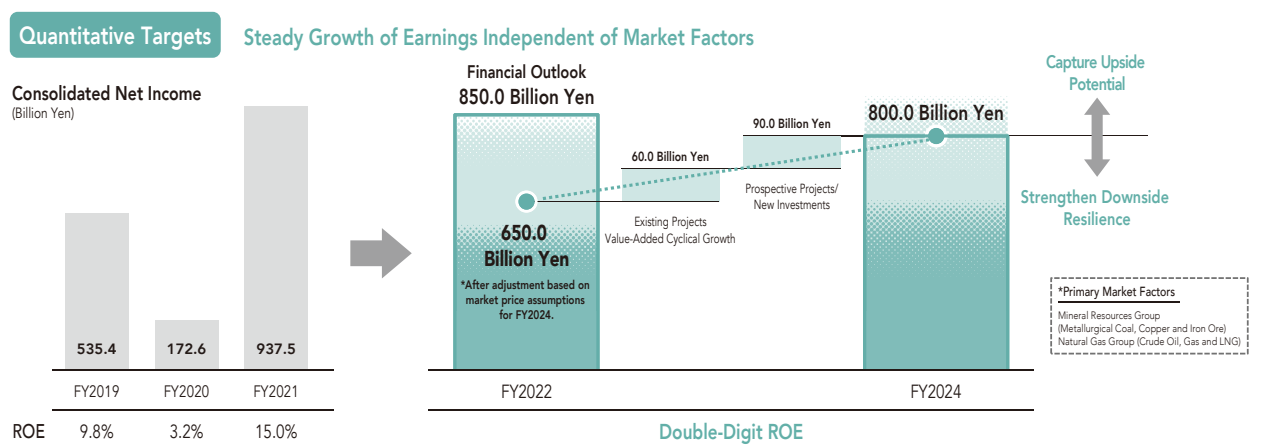 Quantitative Targets
Steady Growth of Earnings Independent of Market Factors
Consolidated Net Income
(Billion Yen)
535.4
172.6
937.5
FY2019
FY2020
FY2021
ROE
9.8%
3.2%
15.0%
Financial Outlook
850.0 Billion Yen
650.0
Billion Yen
*After adjustment based on
market price assumptions
for FY2024.
60.0 Billion Yen
Existing Projects
Value-Added Cyclical Growth
90.0 Billion Yen
Prospective Projects/
New Investments
800.0 Billion Yen
FY2022
FY2024
Double-Digit ROE
Capture Upside
Potential
Strengthen Downside
Resilience
*Primary Market Factors
Mineral Resources Group
(Metallurgical Coal, Copper and Iron Ore)
Natural Gas Group (Crude Oil, Gas and LNG)